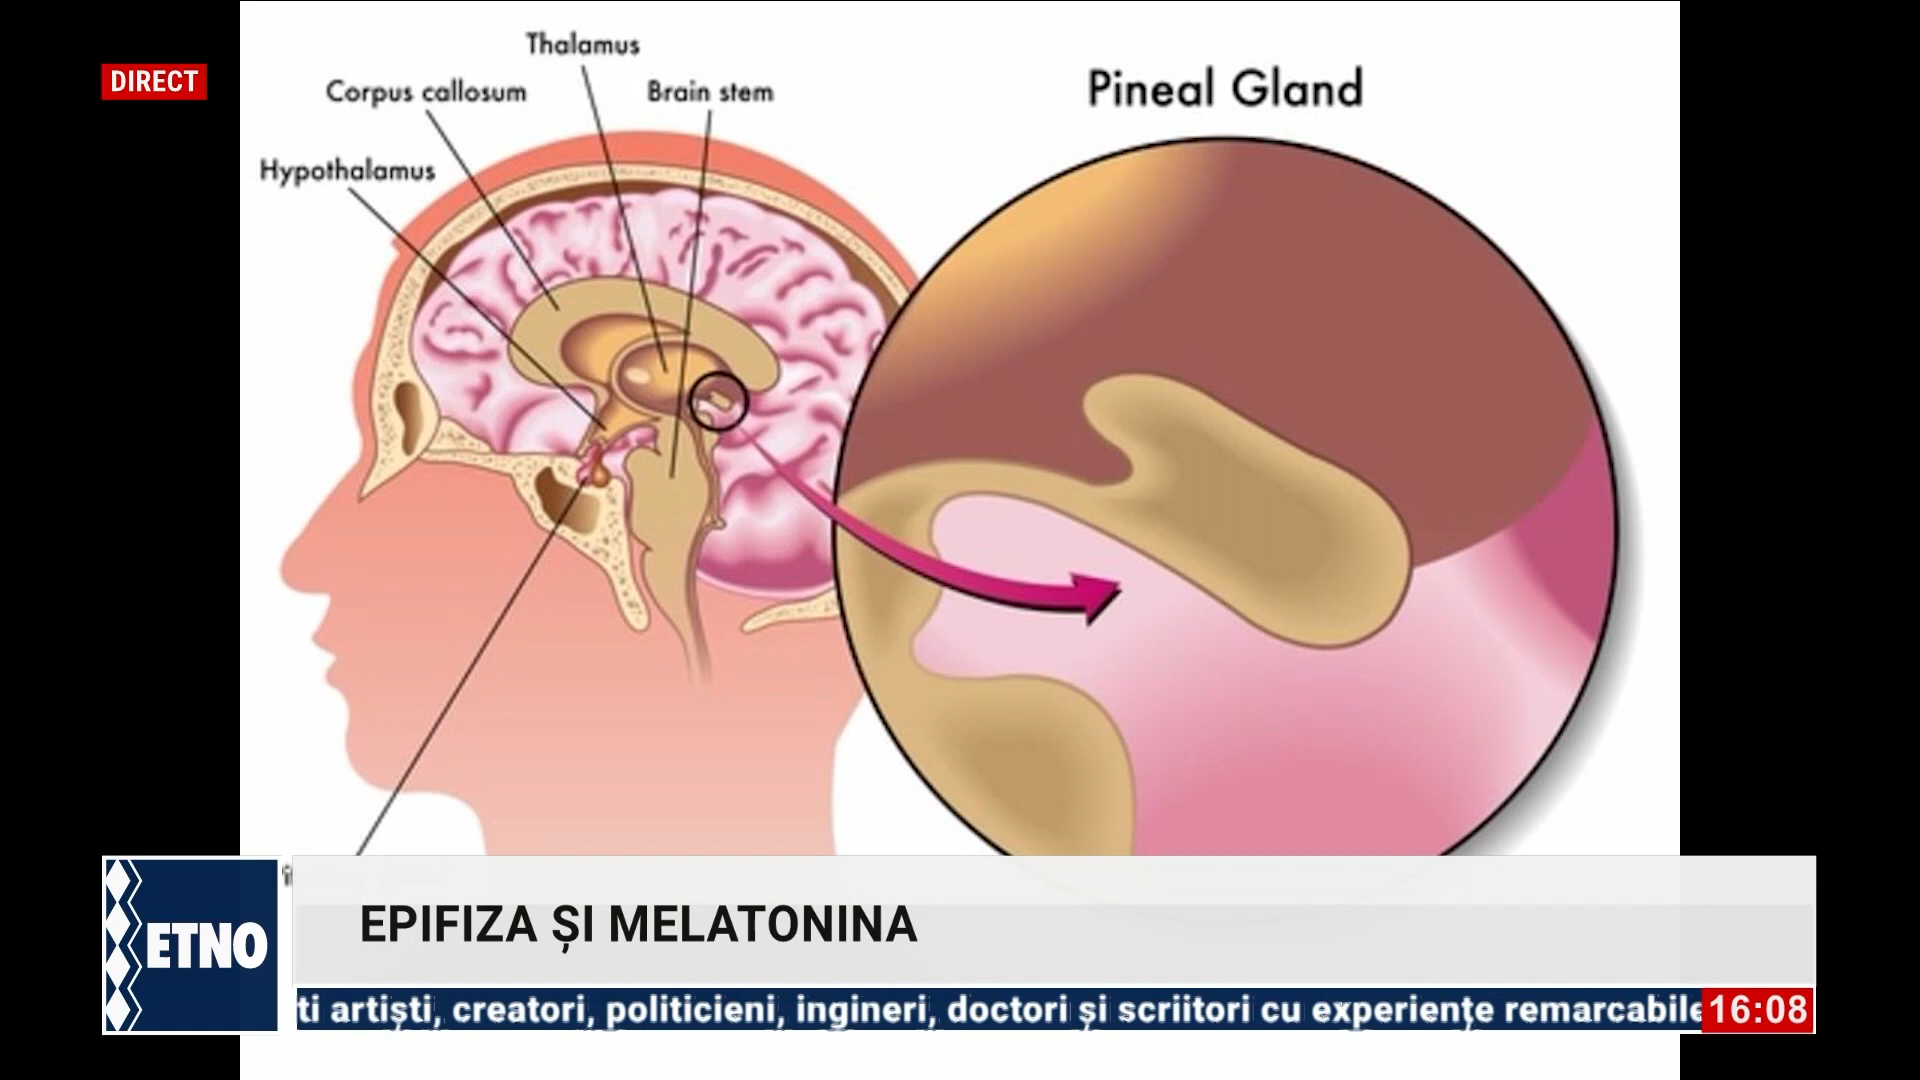 DIRECT
Thalamus
Corpus callosum
Brain stem
Pineal Gland
Hypothalamus
EPIFIZA ȘI MELATONINA
ETNO
ti artiști, creatori, politicieni, ingineri, doctori și scriitori cu experiențe remarcabile
16:08